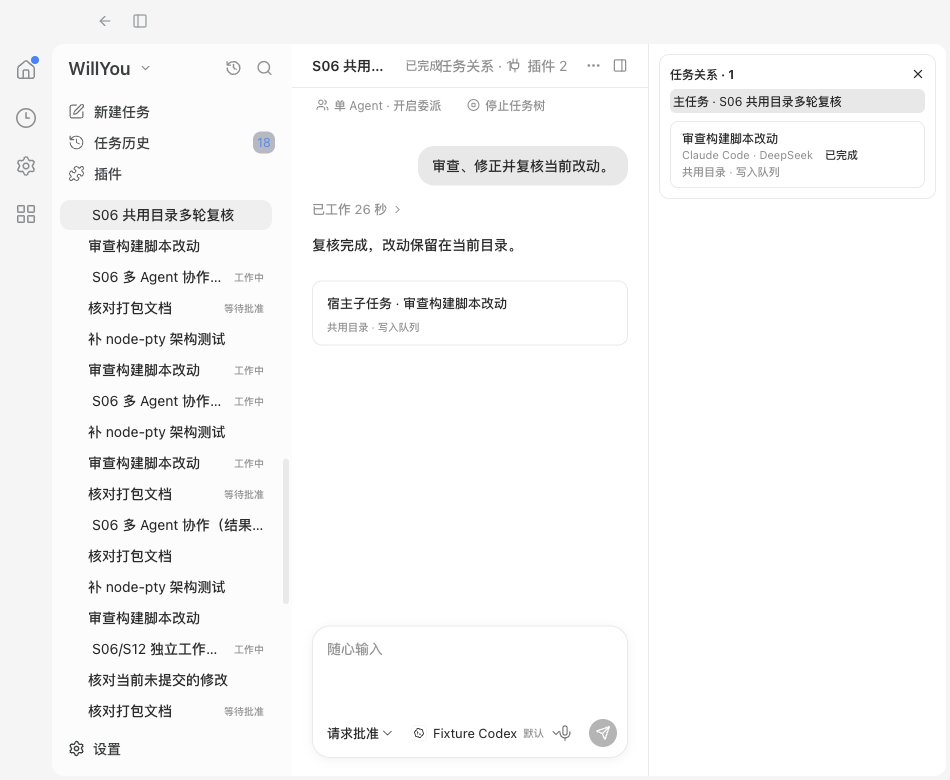 WillYou
新建任务
任务历史 18
插件
S06 共用目录多轮复核
审查构建脚本改动
S06 多 Agent 协作... 工作中
核对打包文档 等待批准
补 node-pty 架构测试
审查构建脚本改动 工作中
S06 多 Agent 协作... 工作中
补 node-pty 架构测试
审查构建脚本改动 工作中
核对打包文档 等待批准
S06 多 Agent 协作（结果...
核对打包文档
补 node-pty 架构测试
审查构建脚本改动
S06/S12 独立工作... 工作中
核对当前未提交的修改
核对打包文档 等待批准
设置
S06 共用... 已完成 任务关系 · 插件 2
单 Agent · 开启委派 停止任务树
审查、修正并复核当前改动。
已工作 26 秒
复核完成，改动保留在当前目录。
宿主子任务 · 审查构建脚本改动
共用目录 · 写入队列
随心输入
请求批准 Fixture Codex 默认
任务关系 · 1
主任务 · S06 共用目录多轮复核
审查构建脚本改动
Claude Code · DeepSeek 已完成
共用目录 · 写入队列